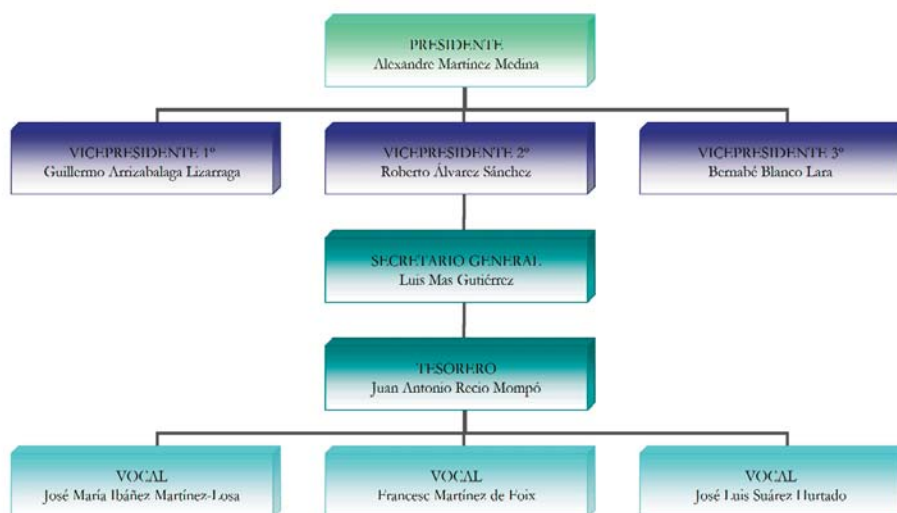 PRESIDENTE
Alexandre Martínez Medina
VICEPRESIDENTE 1º
Guillermo Arrizabalaga Lizarraga
VICEPRESIDENTE 2º
Roberto Álvarez Sánchez
VICEPRESIDENTE 3º
Bernabé Blanco Lara
SECRETARIO GENERAL
Luis Mas Gutiérrez
TESORERO
Juan Antonio Recio Mompó
VOCAL
José María Ibáñez Martínez-Losa
VOCAL
Francesc Martínez de Foix
VOCAL
José Luis Suárez Hurtado